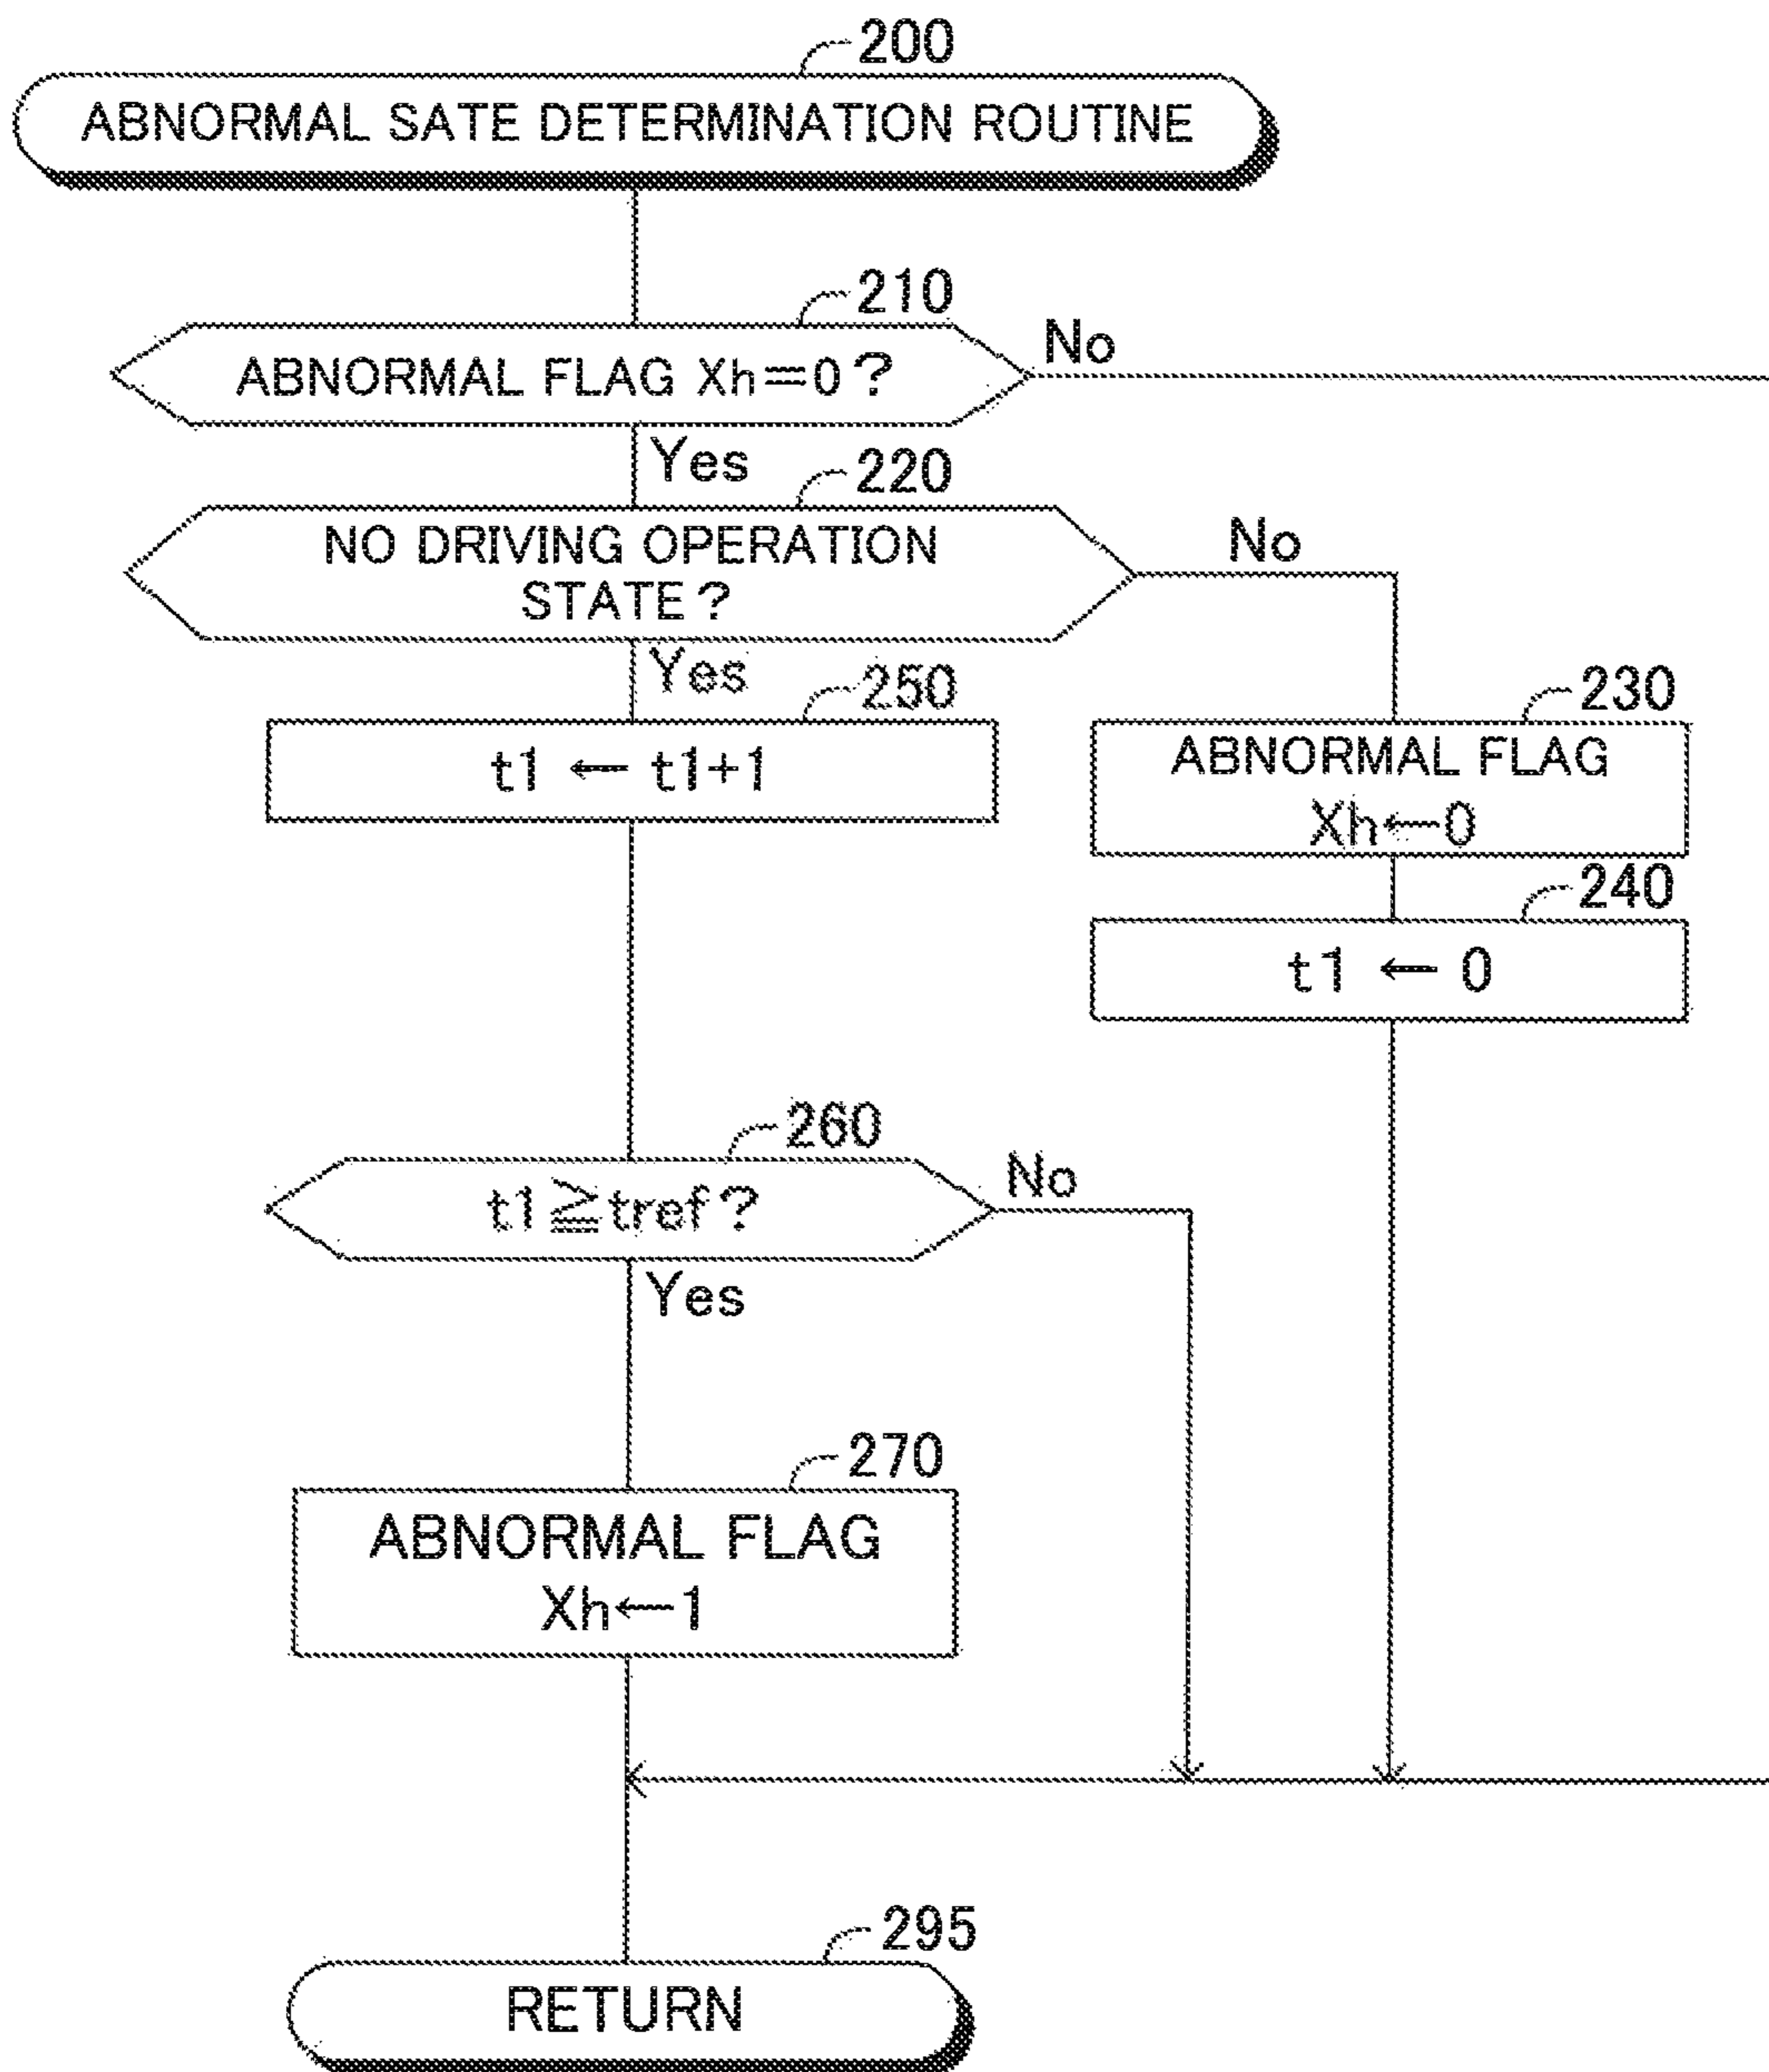 200
ABNORMAL SATE DETERMINATION ROUTINE
210
ABNORMAL FLAG Xh=0?
No
Yes
220
NO DRIVING OPERATION
STATE?
No
Yes
250
t1 ← t1+1
230
ABNORMAL FLAG
Xh←0
240
t1 ← 0
260
t1≧tref?
No
Yes
270
ABNORMAL FLAG
Xh←1
295
RETURN